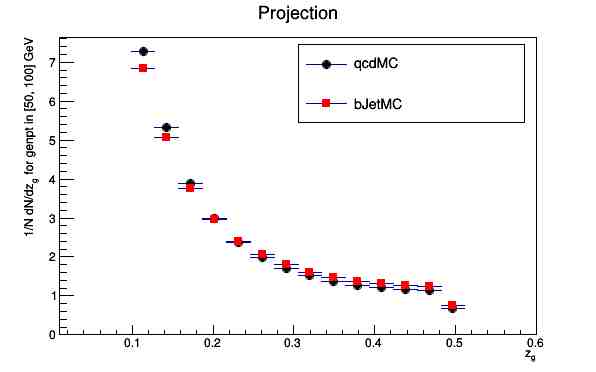 Projection
1/N dN/dz_g for genpt in [50, 100] GeV
qcdMC
bJetMC
7
6
5
4
3
2
1
0
0.1 0.2 0.3 0.4 0.5 0.6
z_g